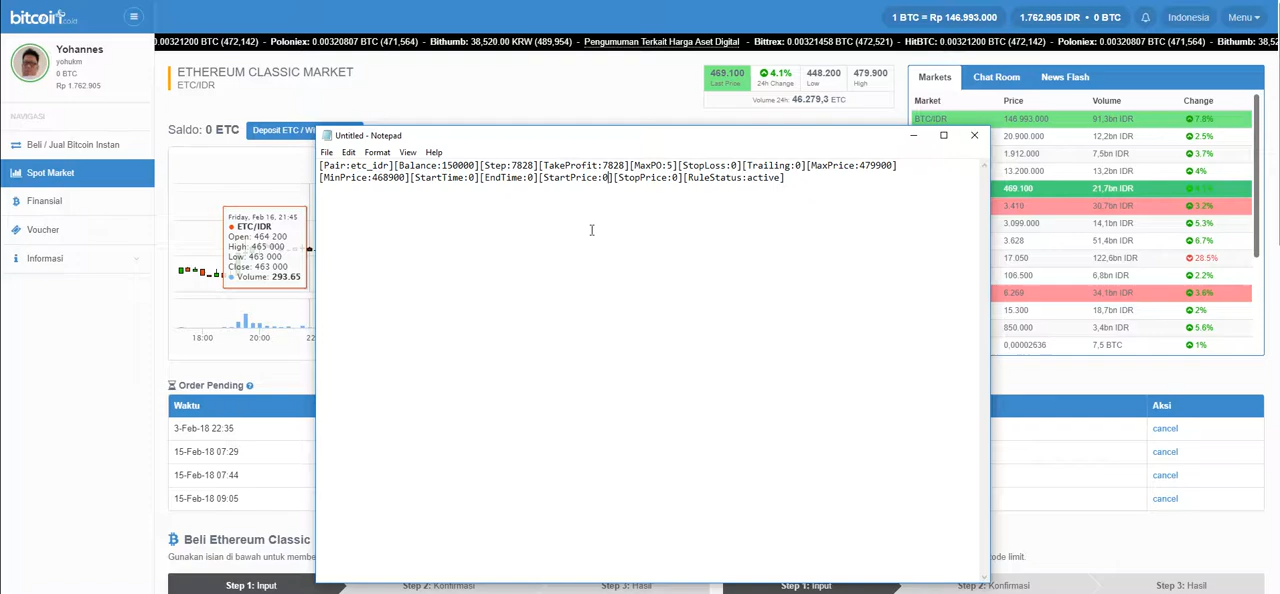 bitcoin.co.id
1 BTC = Rp 146.993.000
1.762.905 IDR • 0 BTC
Indonesia
Menu
Yohannes
yohukm
0 BTC
Rp 1.762.905
0.00321200 BTC (472,142) - Poloniex: 0.00320807 BTC (471,564) - Bithumb: 38,520.00 KRW (489,954) - Pengumuman Terkait Harga Aset Digital - Bittrex: 0.00321458 BTC (472,521) - HitBTC: 0.00321200 BTC (472,142) - Poloniex: 0.00320807 BTC (471,564) - Bithumb: 38,52
NAVIGASI
Beli / Jual Bitcoin Instan
Spot Market
Finansial
Voucher
Informasi
ETHEREUM CLASSIC MARKET
ETC/IDR
469.100
Last Price
4.1%
24h Change
448.200
Low
479.900
High
Volume 24h: 46.279,3 ETC
Saldo: 0 ETC
Deposit ETC / Wi
Markets
Chat Room
News Flash
Market Price Volume Change
BTC/IDR 146.993.000 91,3bn IDR 7.8%
20.900.000 12,2bn IDR 2.5%
1.912.000 7,5bn IDR 4%
13.200.000 13,2bn IDR 4%
469.100 21,7bn IDR 4.1%
3.410 30,7bn IDR 3.2%
3.099.000 14,1bn IDR 5.3%
3.628 51,4bn IDR 6.7%
17.050 122,6bn IDR 28.5%
106.500 6,8bn IDR 2.2%
6.260 34,1bn IDR 3.6%
15.300 18,7bn IDR 2%
850.000 3,4bn IDR 5.6%
0,00002636 7,5 BTC 1%
Untitled - Notepad
File Edit Format View Help
[Pair:etc_idr][Balance:150000][Step:7828][TakeProfit:7828][MaxPO:5][StopLoss:0][Trailing:0][MaxPrice:479900]
[MinPrice:468900][StartTime:0][EndTime:0][StartPrice:0][StopPrice:0][RuleStatus:active]
Friday, Feb 16, 21:45
ETC/IDR
Open: 464 200
High: 465 000
Low: 463 000
Close: 463 000
Volume: 293.65
18:00 20:00 22
Order Pending
Waktu
Aksi
3-Feb-18 22:35
cancel
15-Feb-18 07:29
cancel
15-Feb-18 07:44
cancel
15-Feb-18 09:05
cancel
Beli Ethereum Classic
Gunakan isian di bawah untuk membe
ode limit.
Step 1: Input
Step 2: Konfirmasi
Step 3: Hasil
Step 1: Input
Step 2: Konfirmasi
Step 3: Hasil